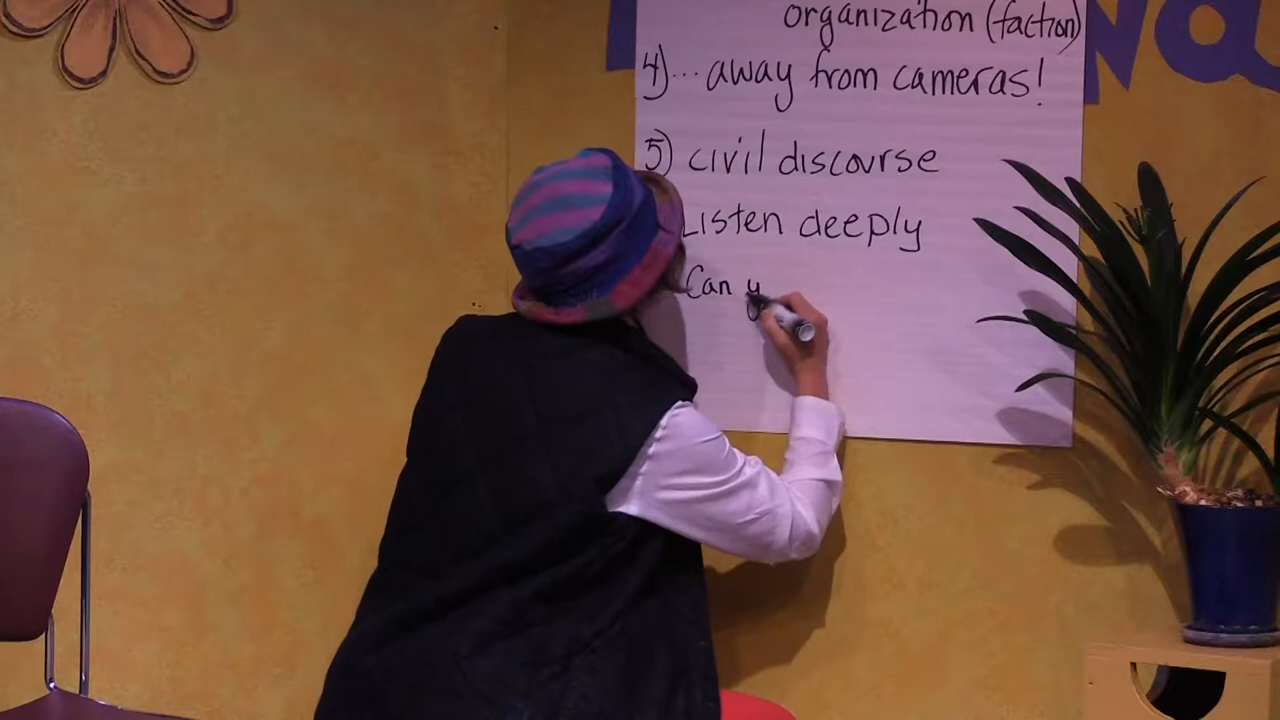 organization (faction)
4)... away from cameras!
5) civil discourse
Listen deeply
Can y